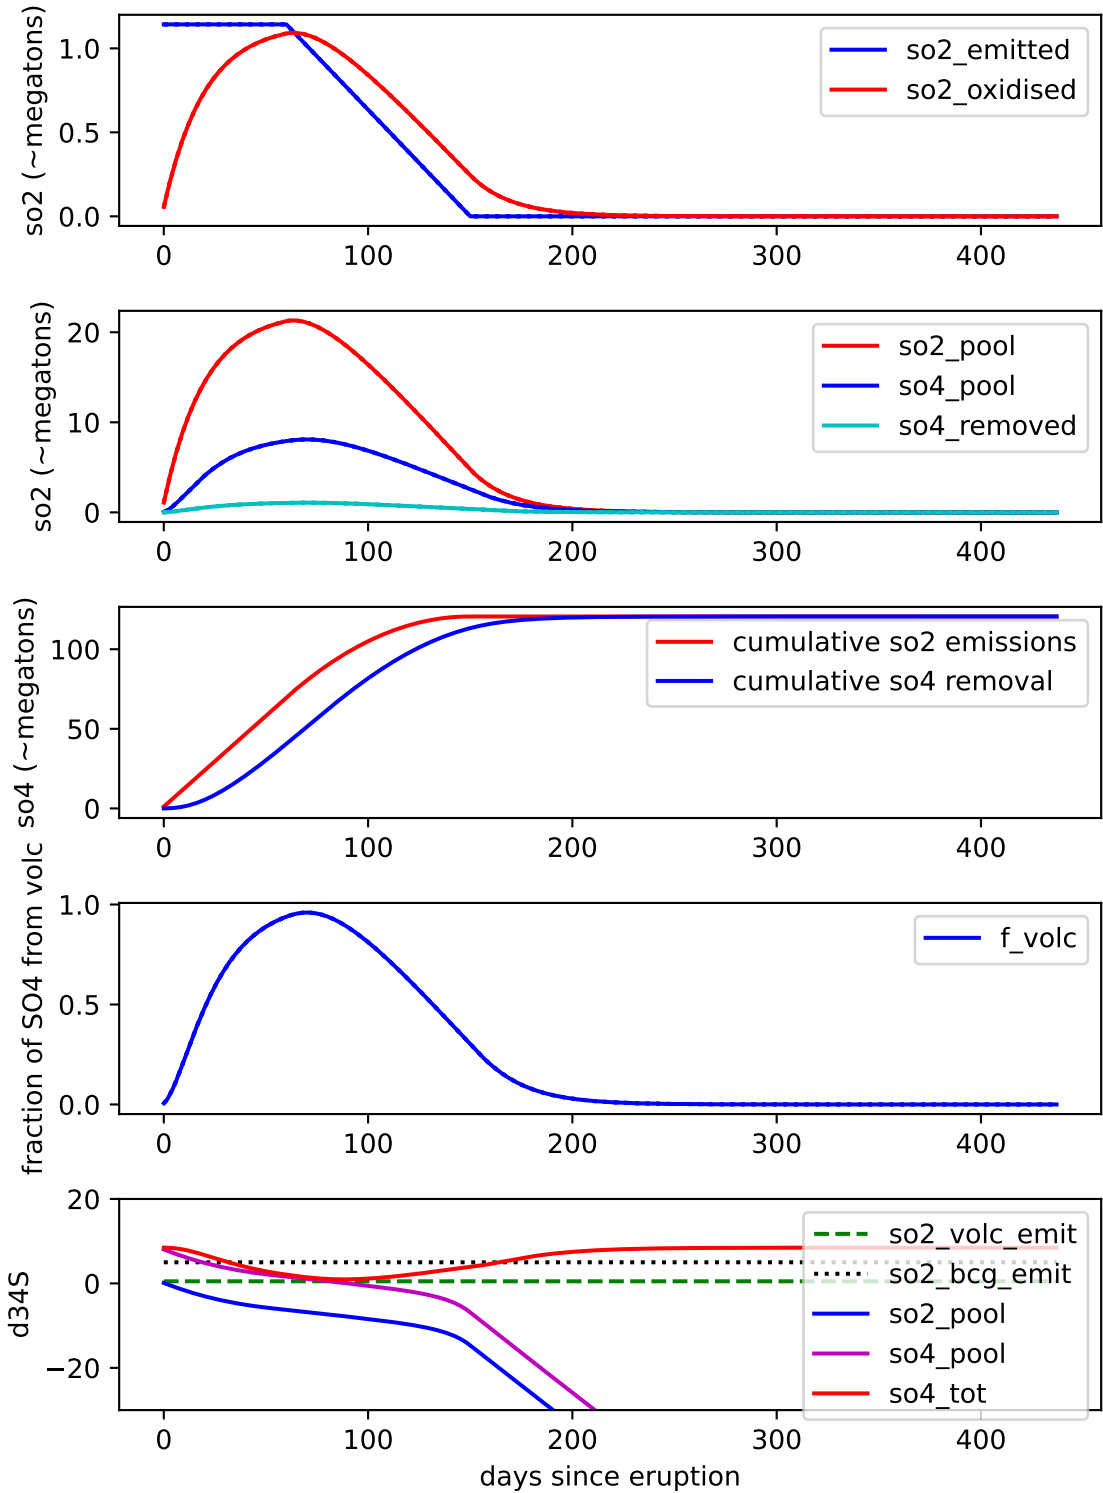 so2 (~megatons)
1.0
0.5
0.0
so2_emitted
so2_oxidised
0 100 200 300 400
so2 (~megatons)
20
10
0
so2_pool
so4_pool
so4_removed
0 100 200 300 400
so4 (~megatons)
100
50
0
cumulative so2 emissions
cumulative so4 removal
0 100 200 300 400
fraction of SO4 from volc
1.0
0.5
0.0
f_volc
0 100 200 300 400
d34S
20
0
−20
so2_volc_emit
so2_bcg_emit
so2_pool
so4_pool
so4_tot
0 100 200 300 400
days since eruption